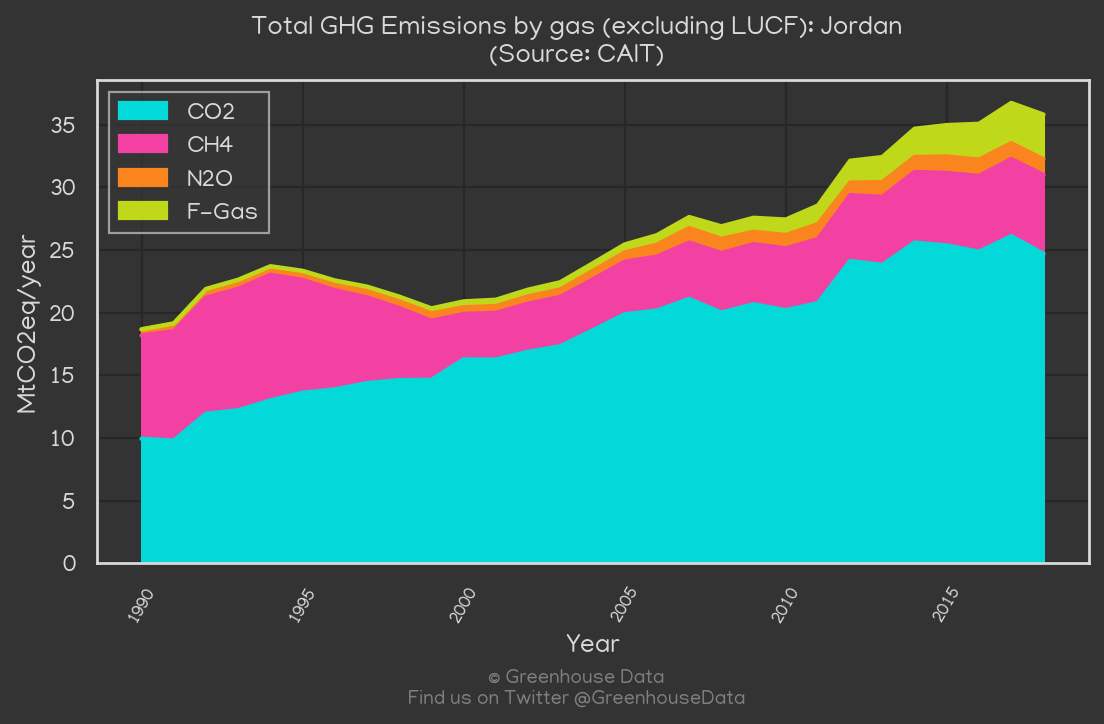 Total GHG Emissions by gas (excluding LUCF): Jordan
(Source: CAIT)
CO2
CH4
N2O
F-Gas
MtCO2eq/year
35
30
25
20
15
10
5
0
1990
1995
2000
2005
2010
2015
Year
© Greenhouse Data
Find us on Twitter @GreenhouseData